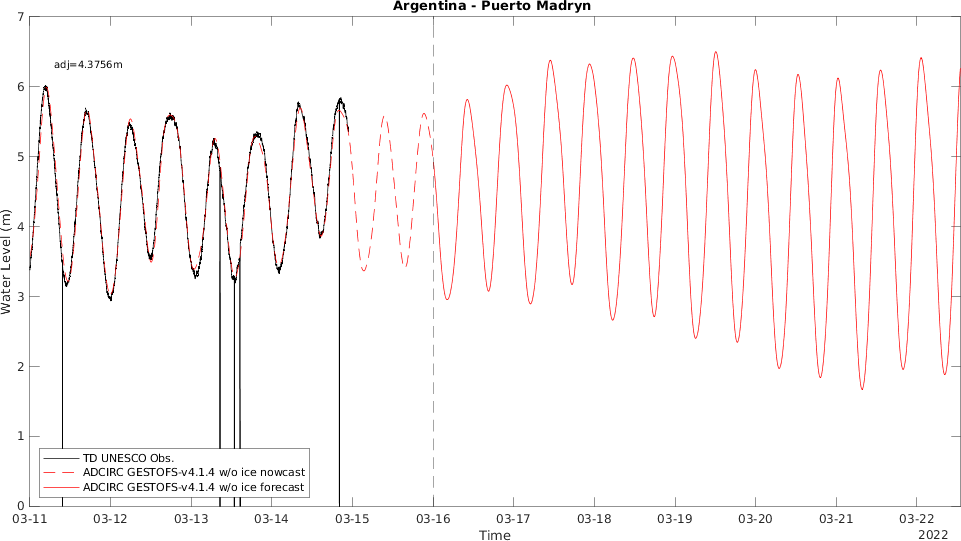 Argentina - Puerto Madryn
adj=4.3756m
7
6
5
4
3
2
1
0
Water Level (m)
TD UNESCO Obs.
ADCIRC GESTOFS-v4.1.4 w/o ice nowcast
ADCIRC GESTOFS-v4.1.4 w/o ice forecast
03-11 03-12 03-13 03-14 03-15 03-16 03-17 03-18 03-19 03-20 03-21 03-22
Time
2022